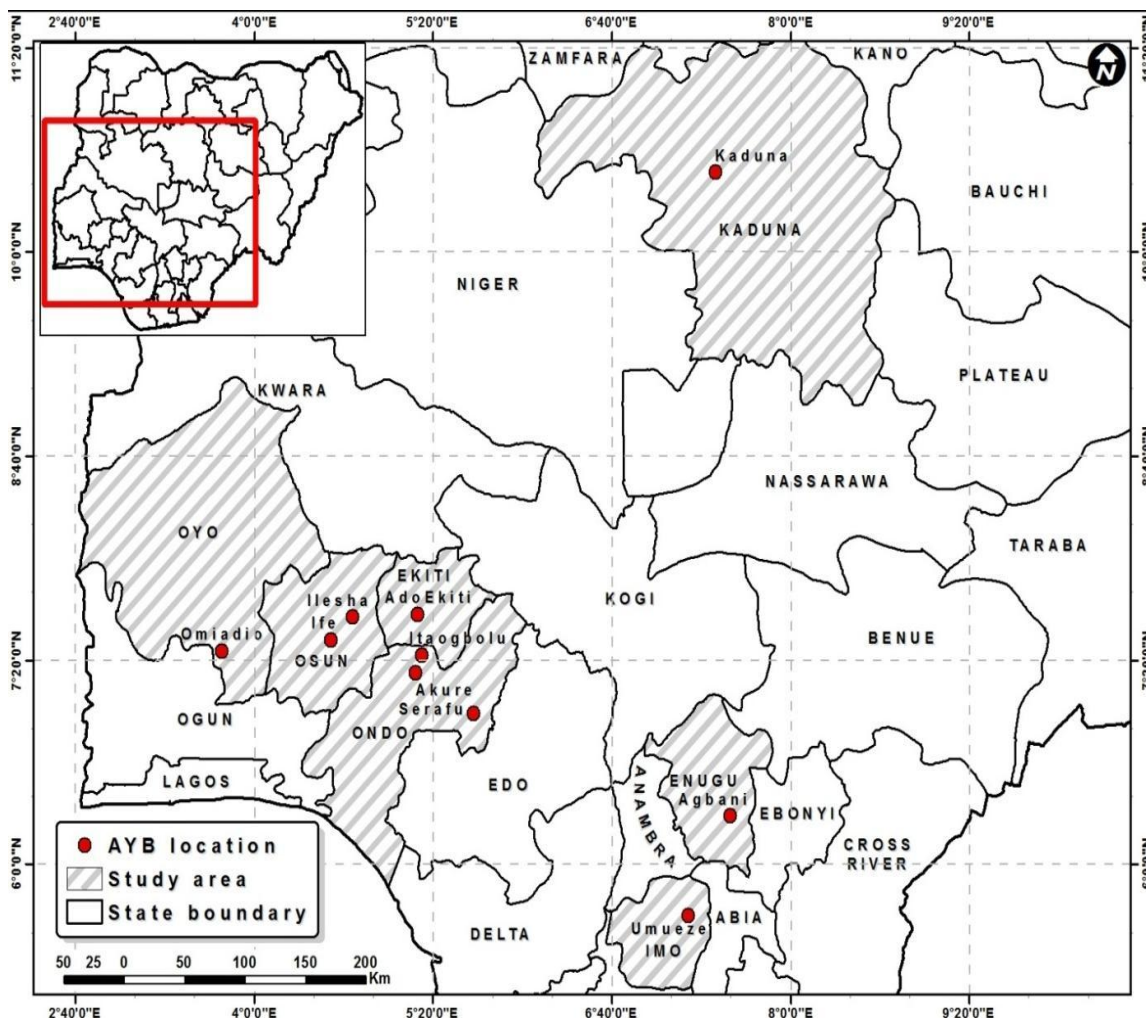 2°40'0"E 4°0'0"E 5°20'0"E 6°40'0"E 8°0'0"E 9°20'0"E
11°20'0"N
N
ZAMFARA
KANO
Kaduna
BAUCHI
KADUNA
10°0'0"N
NIGER
PLATEAU
KWARA
8°40'0"N
NASSARAWA
OYO
TARABA
EKITI
AdoEkiti
Ilesha
Ife
KOGI
Itaogbolu
Omiadio
BENUE
OSUN
7°20'0"N
Akure
Serafu
OGUN
ONDO
LAGOS
EDO
ANAMBRA
ENUGU
Agbani
EBONYI
CROSS
RIVER
6°0'0"N
AYB location
Study area
State boundary
DELTA
Umueze
IMO
ABIA
50 25 0 50 100 150 200
Km
2°40'0"E 4°0'0"E 5°20'0"E 6°40'0"E 8°0'0"E 9°20'0"E